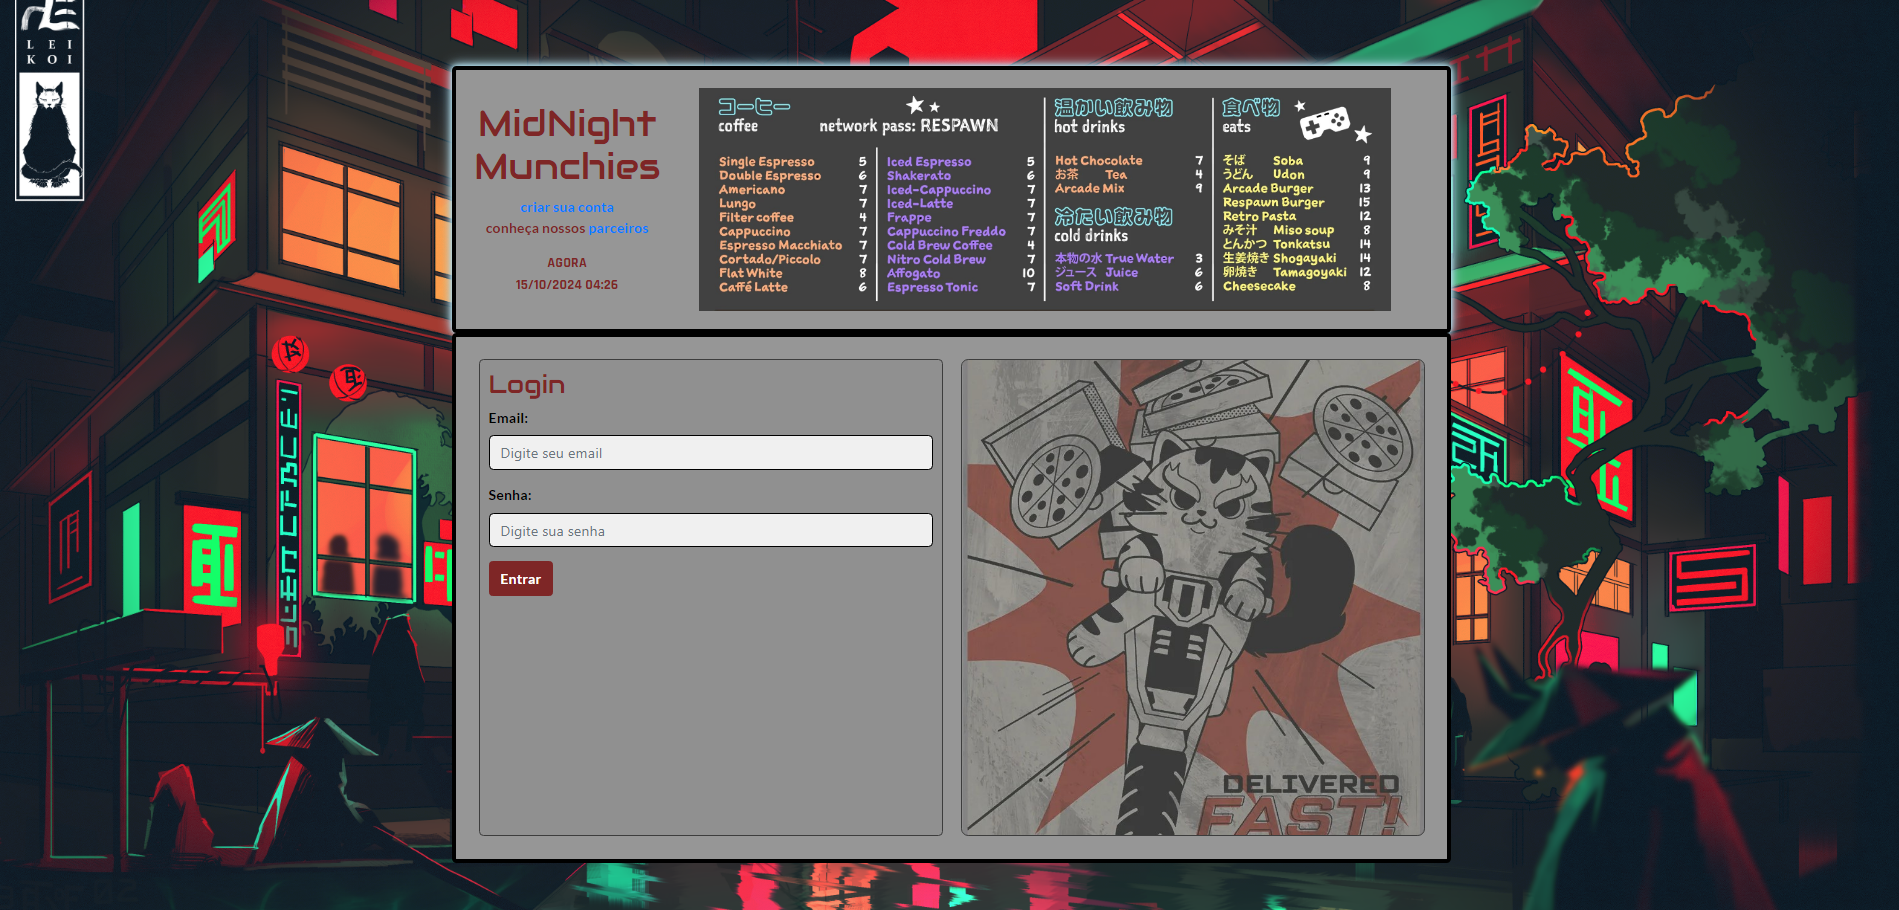 LEI
KOI
MidNight
Munchies
criar sua conta
conheça nossos parceiros
AGORA
15/10/2024 04:26
コーヒー
coffee
network pass: RESPAWN
Single Espresso 5
Double Espresso 6
Americano 7
Lungo 7
Filter coffee 4
Cappuccino 7
Espresso Macchiato 7
Cortado/Piccolo 7
Flat White 8
Caffé Latte 6
Iced Espresso 5
Shakerato 6
Iced-Cappuccino 7
Iced-Latte 7
Frappe 7
Cappuccino Freddo 7
Cold Brew Coffee 4
Nitro Cold Brew 7
Affogato 10
Espresso Tonic 7
温かい飲み物
hot drinks
Hot Chocolate 7
お茶 Tea 4
Arcade Mix 9
冷たい飲み物
cold drinks
本物の水 True Water 3
ジュース Juice 6
Soft Drink 6
食べ物
eats
そば Soba 9
うどん Udon 9
Arcade Burger 13
Respawn Burger 15
Retro Pasta 12
みそ汁 Miso soup 8
とんかつ Tonkatsu 14
生姜焼き Shogayaki 14
卵焼き Tamagoyaki 12
Cheesecake 8
Login
Email:
Digite seu email
Senha:
Digite sua senha
Entrar
DELIVERED
FAST!